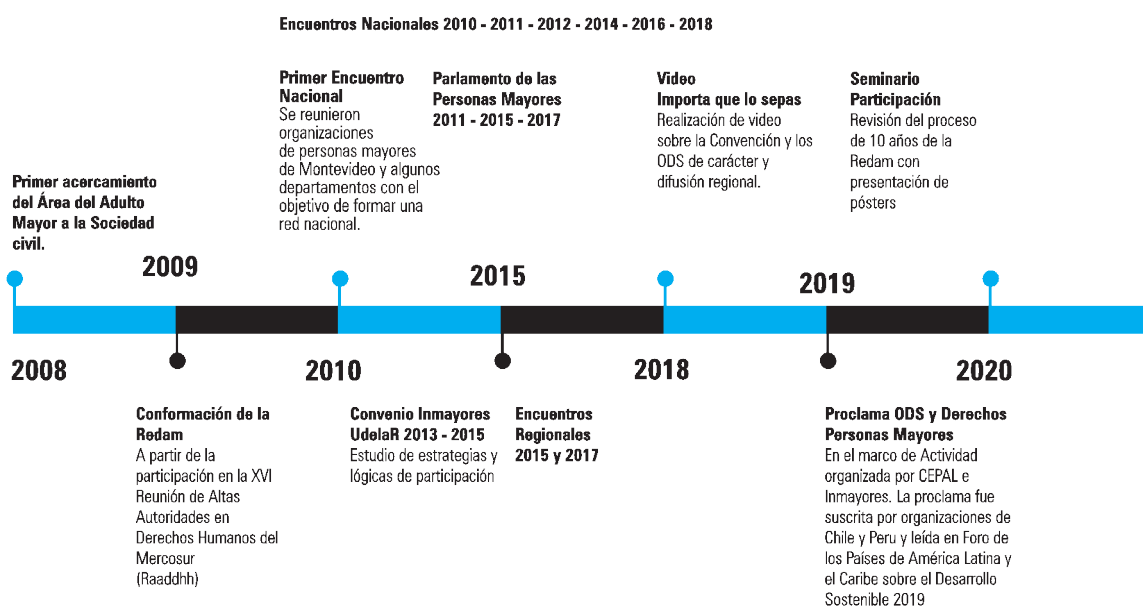 Encuentros Nacionales 2010 - 2011 - 2012 - 2014 - 2016 - 2018
Primer acercamiento
del Área del Adulto
Mayor a la Sociedad
civil.
Primer Encuentro
Nacional
Se reunieron
organizaciones
de personas mayores
de Montevideo y algunos
departamentos con el
objetivo de formar una
red nacional.
Parlamento de las
Personas Mayores
2011 - 2015 - 2017
Video
Importa que lo sepas
Realización de video
sobre la Convención y los
ODS de carácter y
difusión regional.
Seminario
Participación
Revisión del proceso
de 10 años de la
Redam con
presentación de
pósters
2009
2015
2019
2008
2010
2018
2020
Conformación de la
Redam
A partir de la
participación en la XVI
Reunión de Altas
Autoridades en
Derechos Humanos del
Mercosur
(Raaddhh)
Convenio Inmayores
UdelaR 2013 - 2015
Estudio de estrategias y
lógicas de participación
Encuentros
Regionales
2015 y 2017
Proclama ODS y Derechos
Personas Mayores
En el marco de Actividad
organizada por CEPAL e
Inmayores. La proclama fue
suscrita por organizaciones de
Chile y Peru y leída en Foro de
los Países de América Latina y
el Caribe sobre el Desarrollo
Sostenible 2019